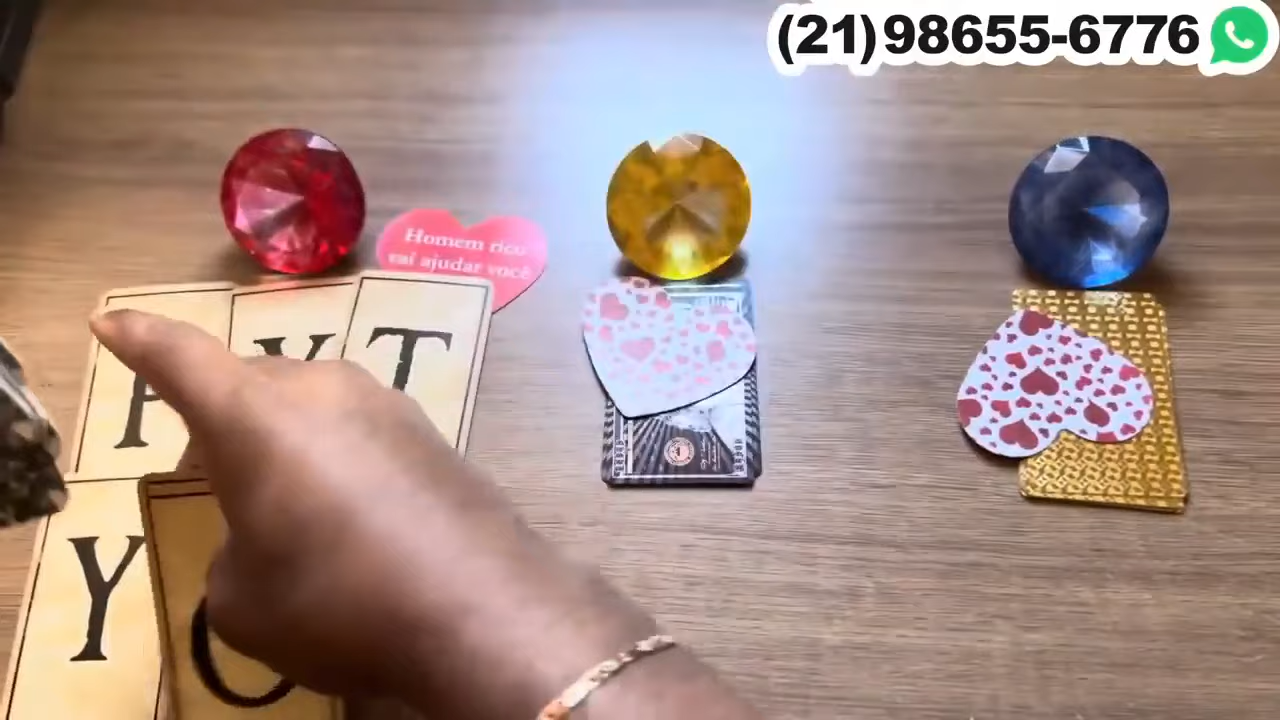 (21)98655-6776
Homem rico
vai ajudar você
P Y T
Y